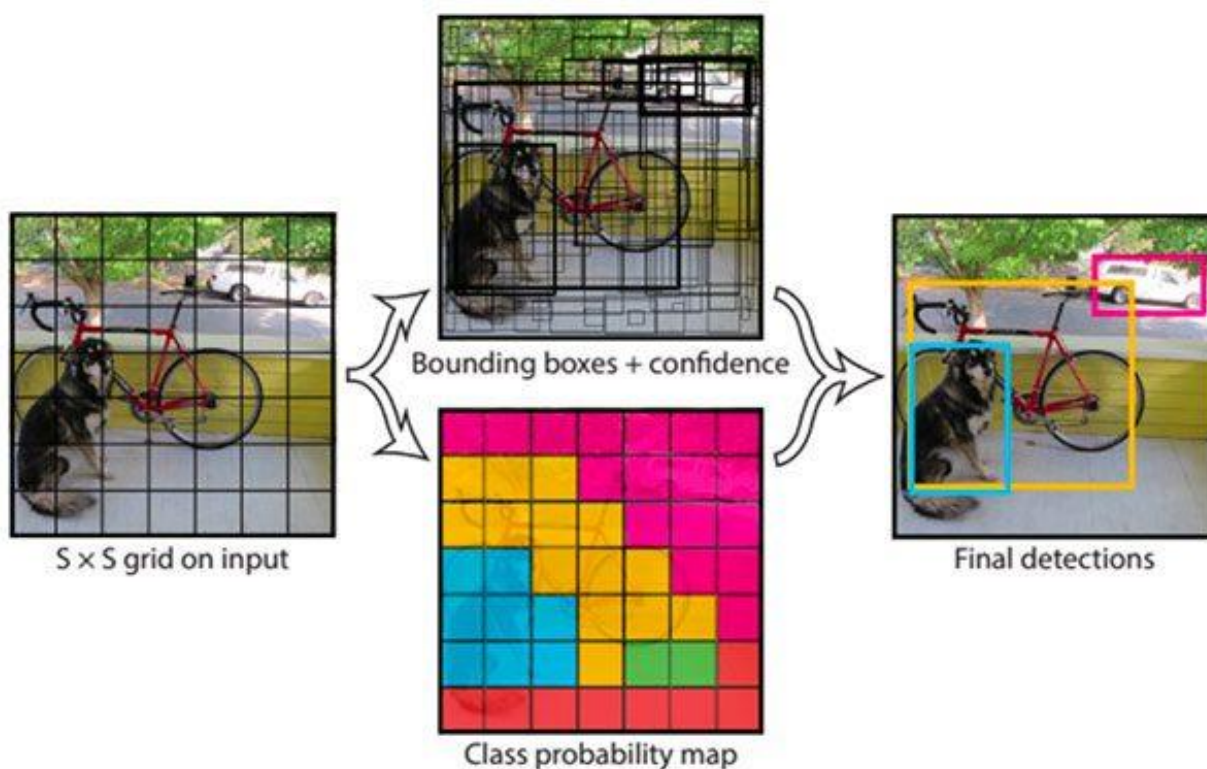 Bounding boxes + confidence
S × S grid on input
Final detections
Class probability map